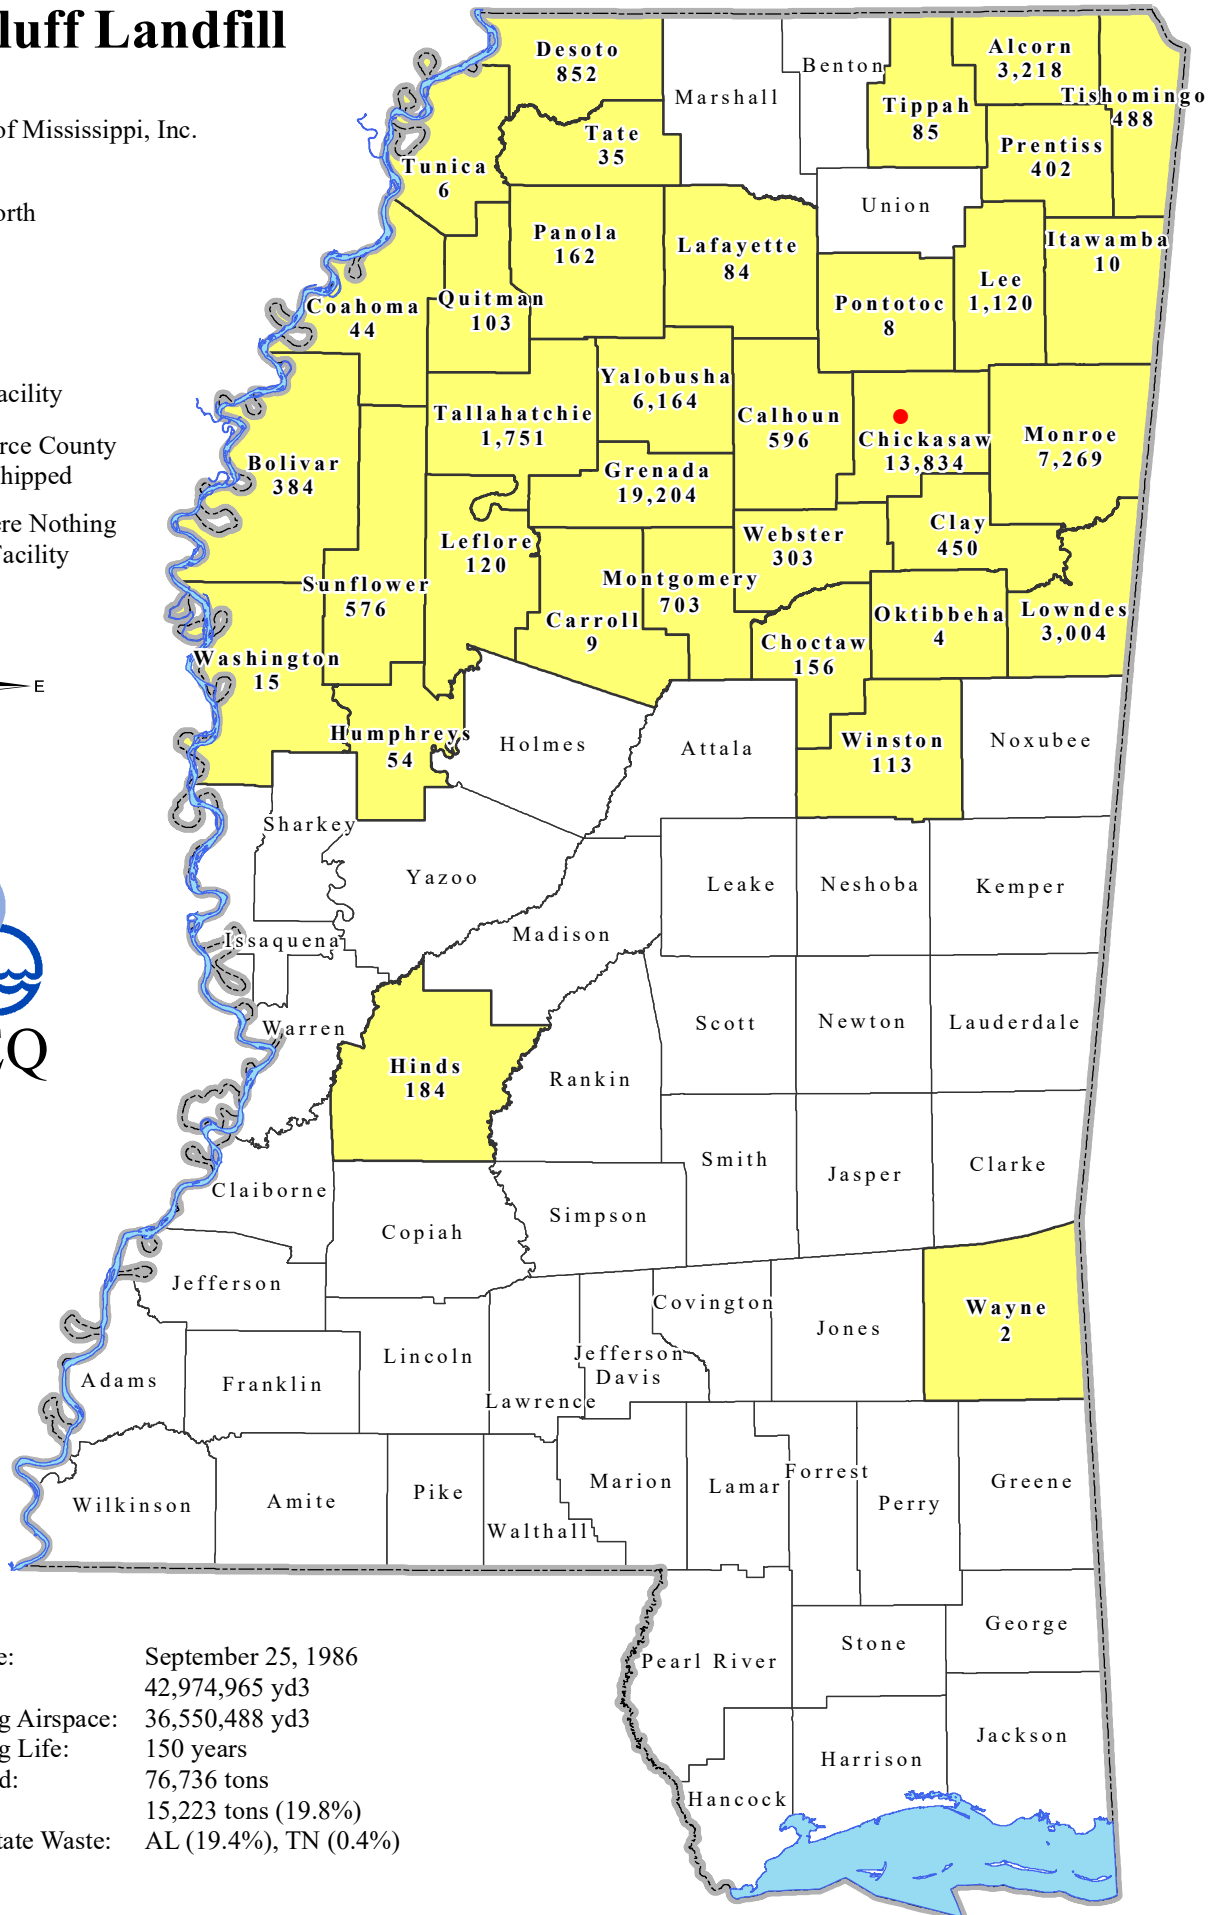 luff Landfill
of Mississippi, Inc.
orth
acility
rce County
hipped
ere Nothing
Facility
E
CQ
Desoto
852
Marshall
Benton
Alcorn
3,218
Tippah
85
Tishomingo
488
Prentiss
402
Tate
35
Tunica
6
Union
Panola
162
Lafayette
84
Itawamba
10
Lee
1,120
Pontotoc
8
Coahoma
44
Quitman
103
Yalobusha
6,164
Tallahatchie
1,751
Calhoun
596
Chickasaw
13,834
Monroe
7,269
Bolivar
384
Grenada
19,204
Leflore
120
Webster
303
Clay
450
Sunflower
576
Montgomery
703
Carroll
9
Choctaw
156
Oktibbeha
4
Lowndes
3,004
Washington
15
Humphreys
54
Holmes
Attala
Winston
113
Noxubee
Sharkey
Yazoo
Leake
Neshoba
Kemper
Issaquena
Madison
Warren
Scott
Newton
Lauderdale
Hinds
184
Rankin
Smith
Jasper
Clarke
Claiborne
Copiah
Simpson
Jefferson
Covington
Jones
Wayne
2
Adams
Franklin
Lincoln
Jefferson
Davis
Lawrence
Wilkinson
Amite
Pike
Walthall
Marion
Lamar
Forrest
Perry
Greene
Pearl River
Stone
George
Hancock
Harrison
Jackson
e: September 25, 1986
42,974,965 yd3
g Airspace: 36,550,488 yd3
g Life: 150 years
d: 76,736 tons
15,223 tons (19.8%)
tate Waste: AL (19.4%), TN (0.4%)